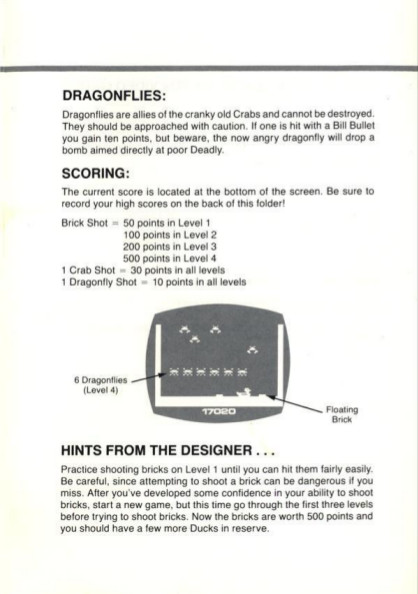 DRAGONFLIES:
Dragonflies are allies of the cranky old Crabs and cannot be destroyed.
They should be approached with caution. If one is hit with a Bill Bullet
you gain ten points, but beware, the now angry dragonfly will drop a
bomb aimed directly at poor Deadly.
SCORING:
The current score is located at the bottom of the screen. Be sure to
record your high scores on the back of this folder!
Brick Shot = 50 points in Level 1
100 points in Level 2
200 points in Level 3
500 points in Level 4
1 Crab Shot = 30 points in all levels
1 Dragonfly Shot = 10 points in all levels
6 Dragonflies
(Level 4)
17020
Floating
Brick
HINTS FROM THE DESIGNER . . .
Practice shooting bricks on Level 1 until you can hit them fairly easily.
Be careful, since attempting to shoot a brick can be dangerous if you
miss. After you've developed some confidence in your ability to shoot
bricks, start a new game, but this time go through the first three levels
before trying to shoot bricks. Now the bricks are worth 500 points and
you should have a few more Ducks in reserve.